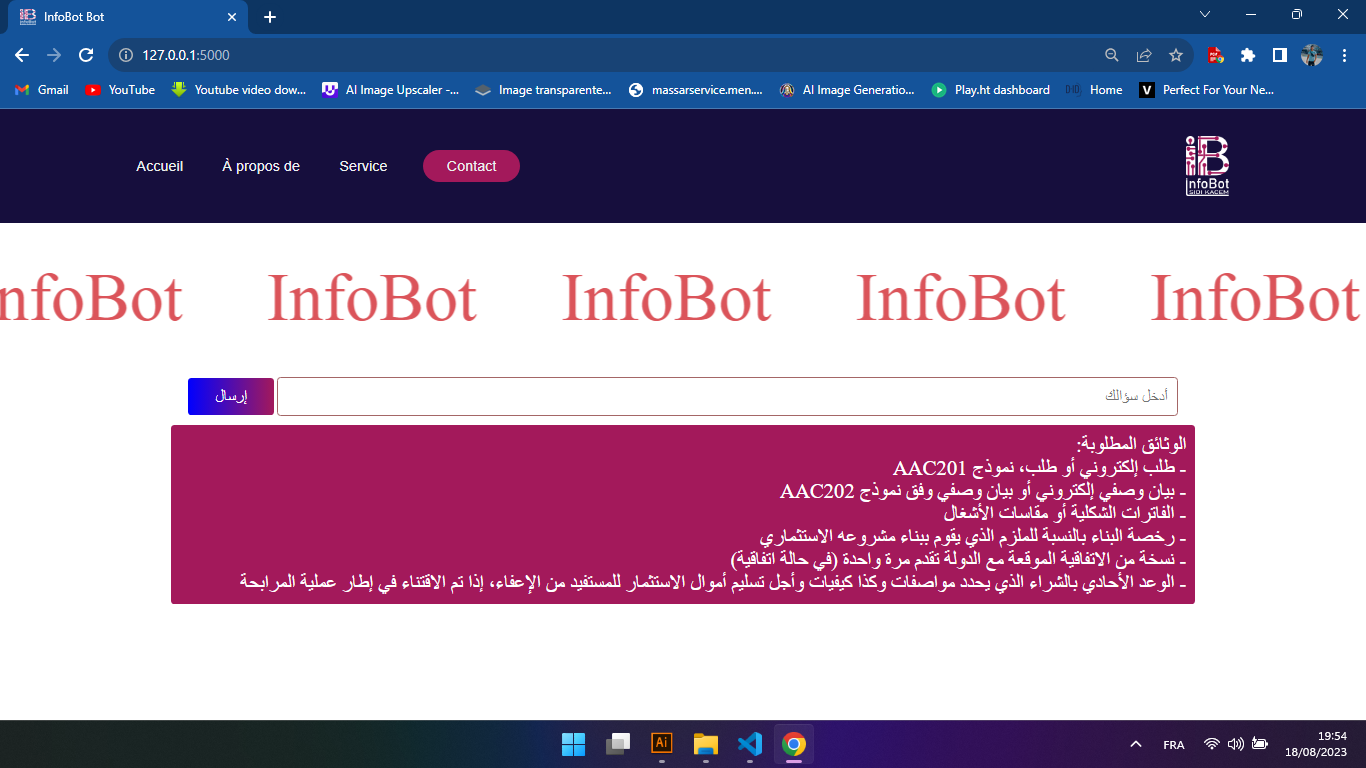 InfoBot Bot
127.0.0.1:5000
Gmail
YouTube
Youtube video dow...
AI Image Upscaler -...
Image transparente...
massarservice.men....
AI Image Generatio...
Play.ht dashboard
Home
Perfect For Your Ne...
Accueil
À propos de
Service
Contact
InfoBot
SIDI KACEM
nfoBot InfoBot InfoBot InfoBot InfoBot
أدخل سؤالك
إرسال
الوثائق المطلوبة:
- طلب إلكتروني أو طلب، نموذج AAC201
- بيان وصفي إلكتروني أو بيان وصفي وفق نموذج AAC202
- الفاترات الشكلية أو مقاسات الأشغال
- رخصة البناء بالنسبة للملزم الذي يقوم ببناء مشروعه الاستثماري
- نسخة من الاتفاقية الموقعة مع الدولة تقدم مرة واحدة (في حالة اتفاقية)
- الوعد الأحادي بالشراء الذي يحدد مواصفات وكذا كيفيات وأجل تسليم أموال الاستثمار للمستفيد من الإعفاء، إذا تم الاقتناء في إطار عملية المرابحة
Ai
FRA
19:54
18/08/2023